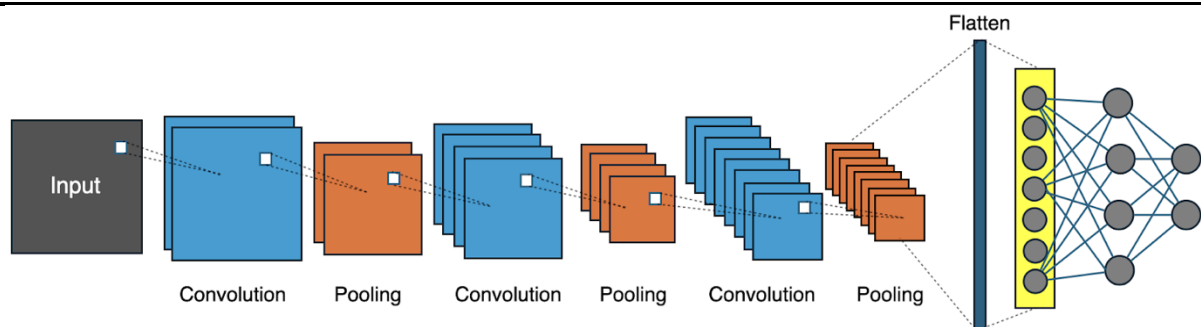 Flatten
Input
Convolution
Pooling
Convolution
Pooling
Convolution
Pooling